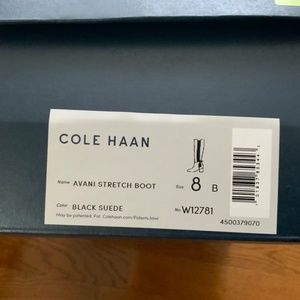 COLE HAAN
Name AVANI STRETCH BOOT Size 8 B
Color BLACK SUEDE No. W12781
May be patented. Pat. Colehaan.com/Patents.html
4500379070